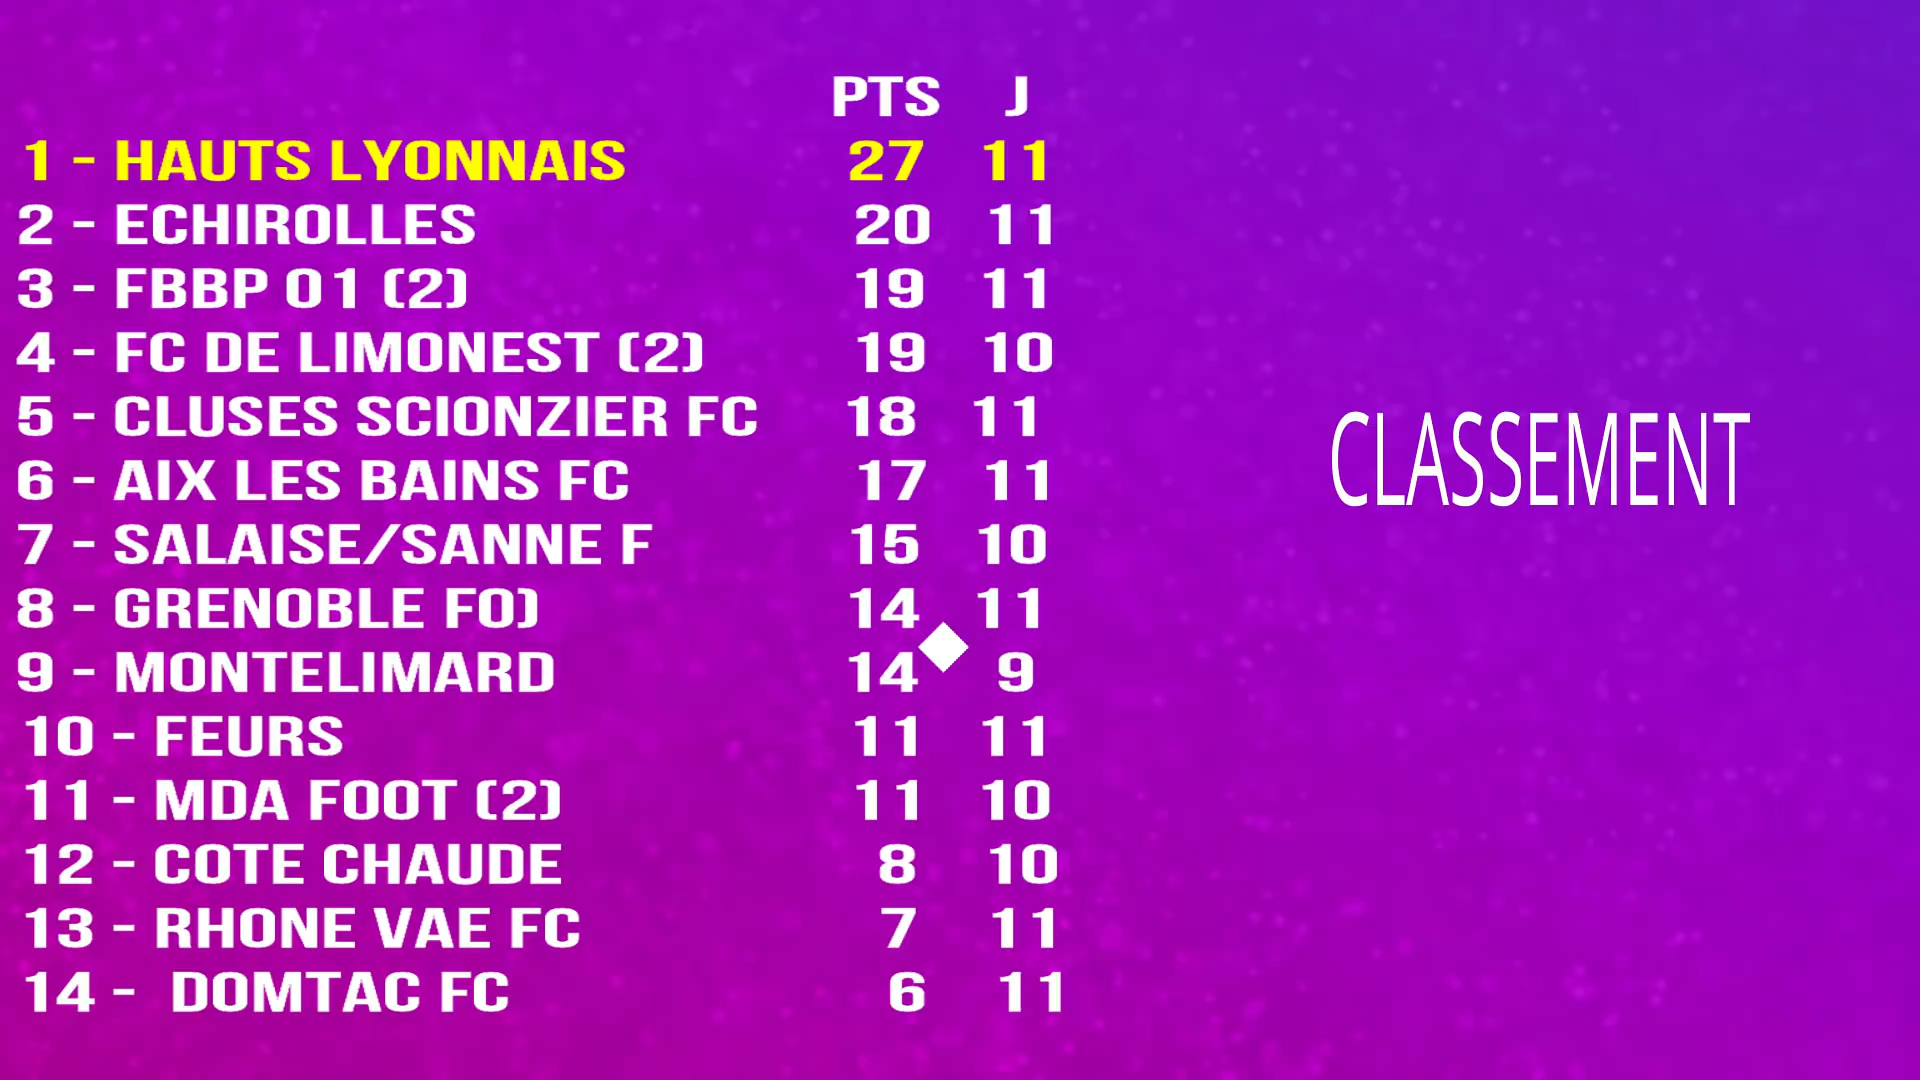 PTS J
1 - HAUTS LYONNAIS 27 11
2 - ECHIROLLES 20 11
3 - FBBP 01 (2) 19 11
4 - FC DE LIMONEST (2) 19 10
5 - CLUSES SCIONZIER FC 18 11
6 - AIX LES BAINS FC 17 11
7 - SALAISE/SANNE F 15 10
8 - GRENOBLE FO) 14 11
9 - MONTELIMARD 14 9
10 - FEURS 11 11
11 - MDA FOOT (2) 11 10
12 - COTE CHAUDE 8 10
13 - RHONE VAE FC 7 11
14 - DOMTAC FC 6 11
CLASSEMENT